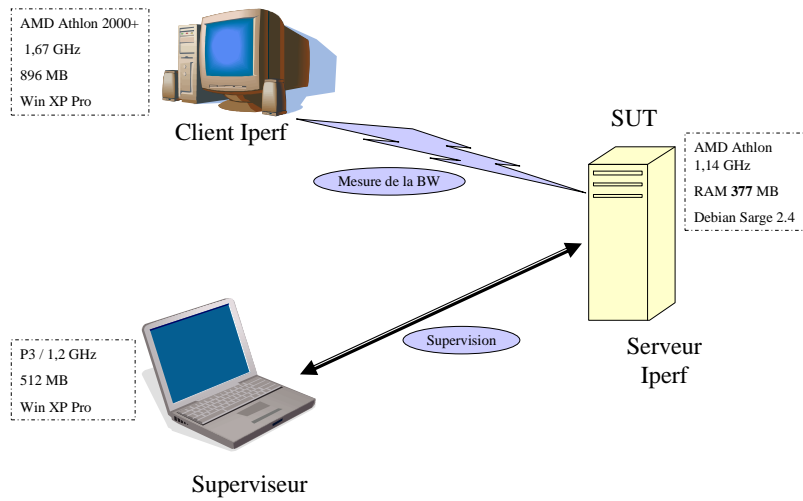 AMD Athlon 2000+
1,67 GHz
896 MB
Win XP Pro
Client Iperf
SUT
Mesure de la BW
AMD Athlon
1,14 GHz
RAM 377 MB
Debian Sarge 2.4
Supervision
Serveur
Iperf
P3 / 1,2 GHz
512 MB
Win XP Pro
Superviseur